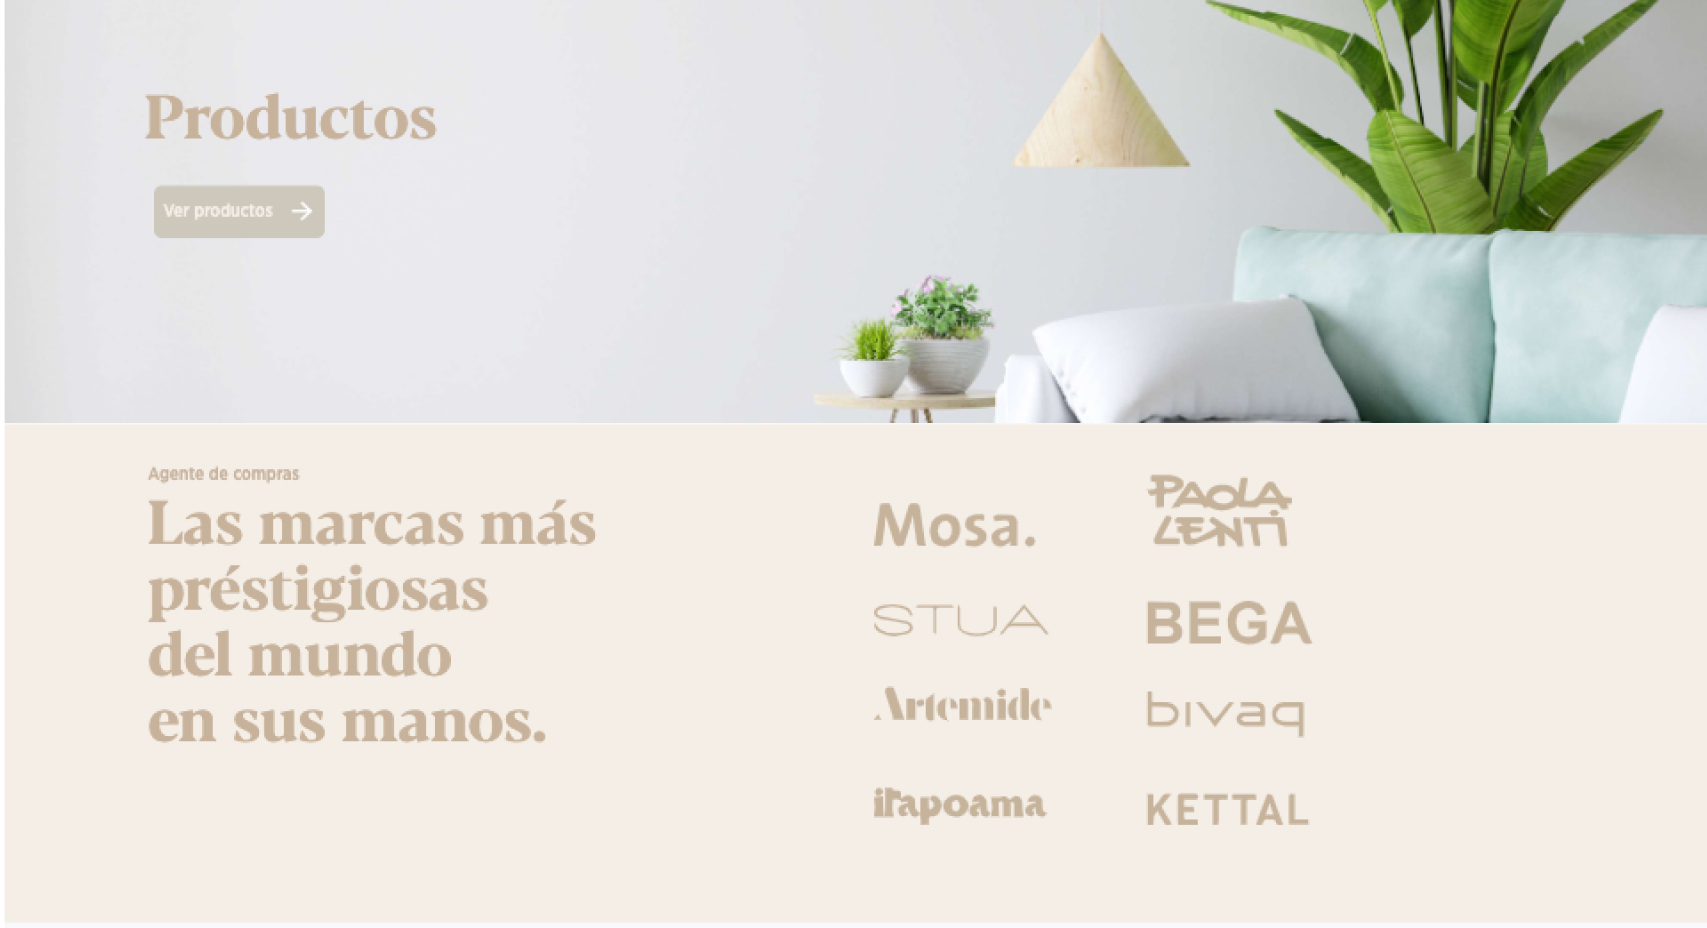 Productos
Ver productos
Agente de compras
Las marcas más
préstigiosas
del mundo
en sus manos.
Mosa.
PAOLA
LENTI
STUA
BEGA
Artemide
bivaq
itapoama
KETTAL